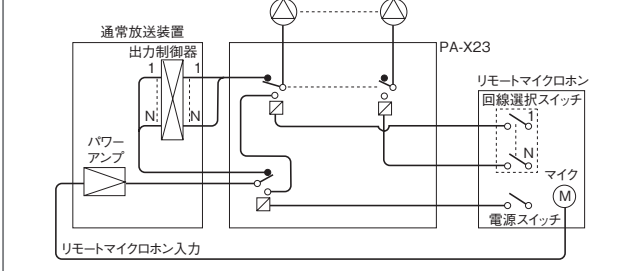 通常放送装置
出力制御器
1 1
N N
パワー
アンプ
PA-X23
リモートマイクロホン
回線選択スイッチ
1
N
マイク
M
電源スイッチ
リモートマイクロホン入力